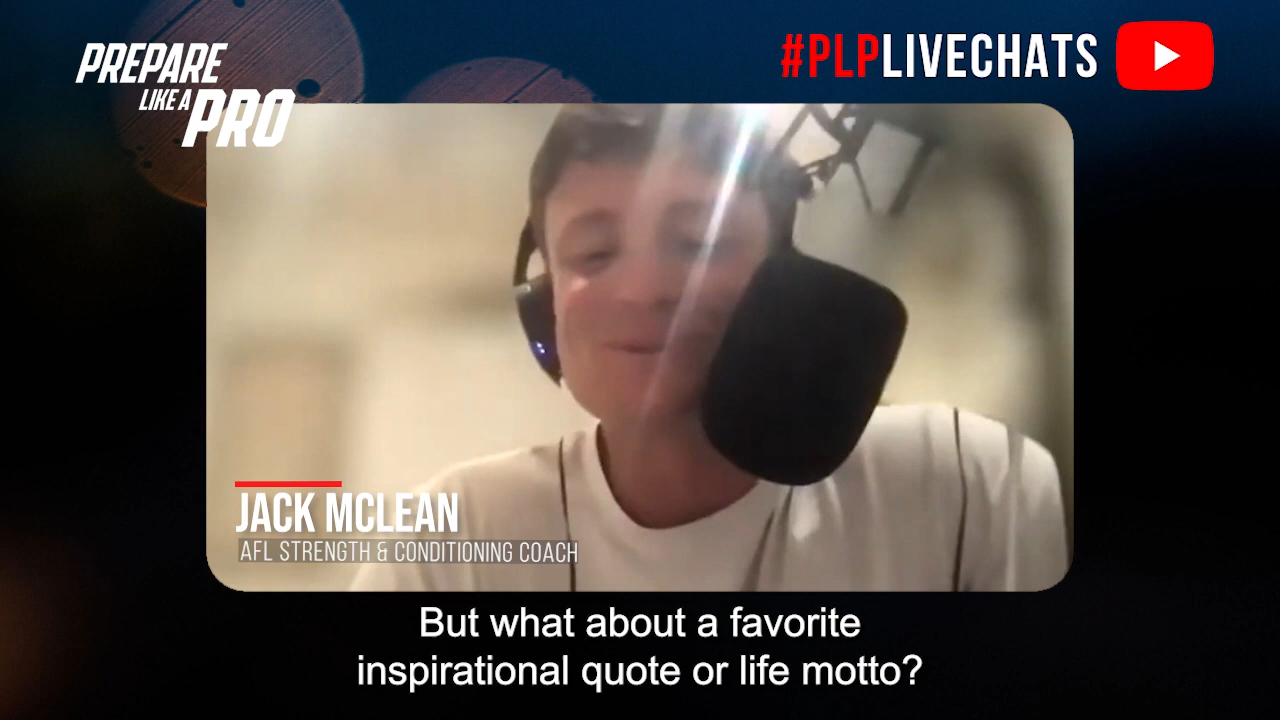 PREPARE
LIKE A
PRO
#PLPLIVECHATS
JACK MCLEAN
AFL STRENGTH & CONDITIONING COACH
But what about a favorite
inspirational quote or life motto?